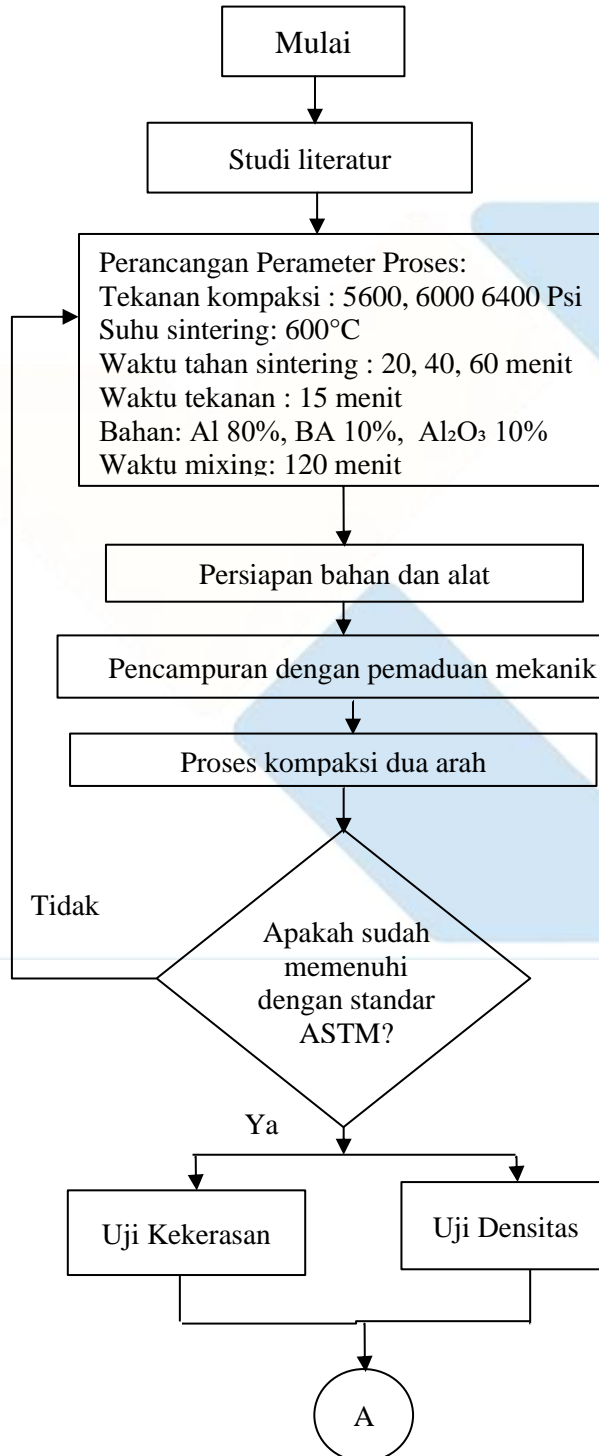 Mulai
Studi literatur
Perancangan Perameter Proses:
Tekanan kompaksi : 5600, 6000 6400 Psi
Suhu sintering: 600°C
Waktu tahan sintering : 20, 40, 60 menit
Waktu tekanan : 15 menit
Bahan: Al 80%, BA 10%, Al₂O₃ 10%
Waktu mixing: 120 menit
Persiapan bahan dan alat
Pencampuran dengan pemaduan mekanik
Proses kompaksi dua arah
Tidak
Apakah sudah
memenuhi
dengan standar
ASTM?
Ya
Uji Kekerasan
Uji Densitas
A